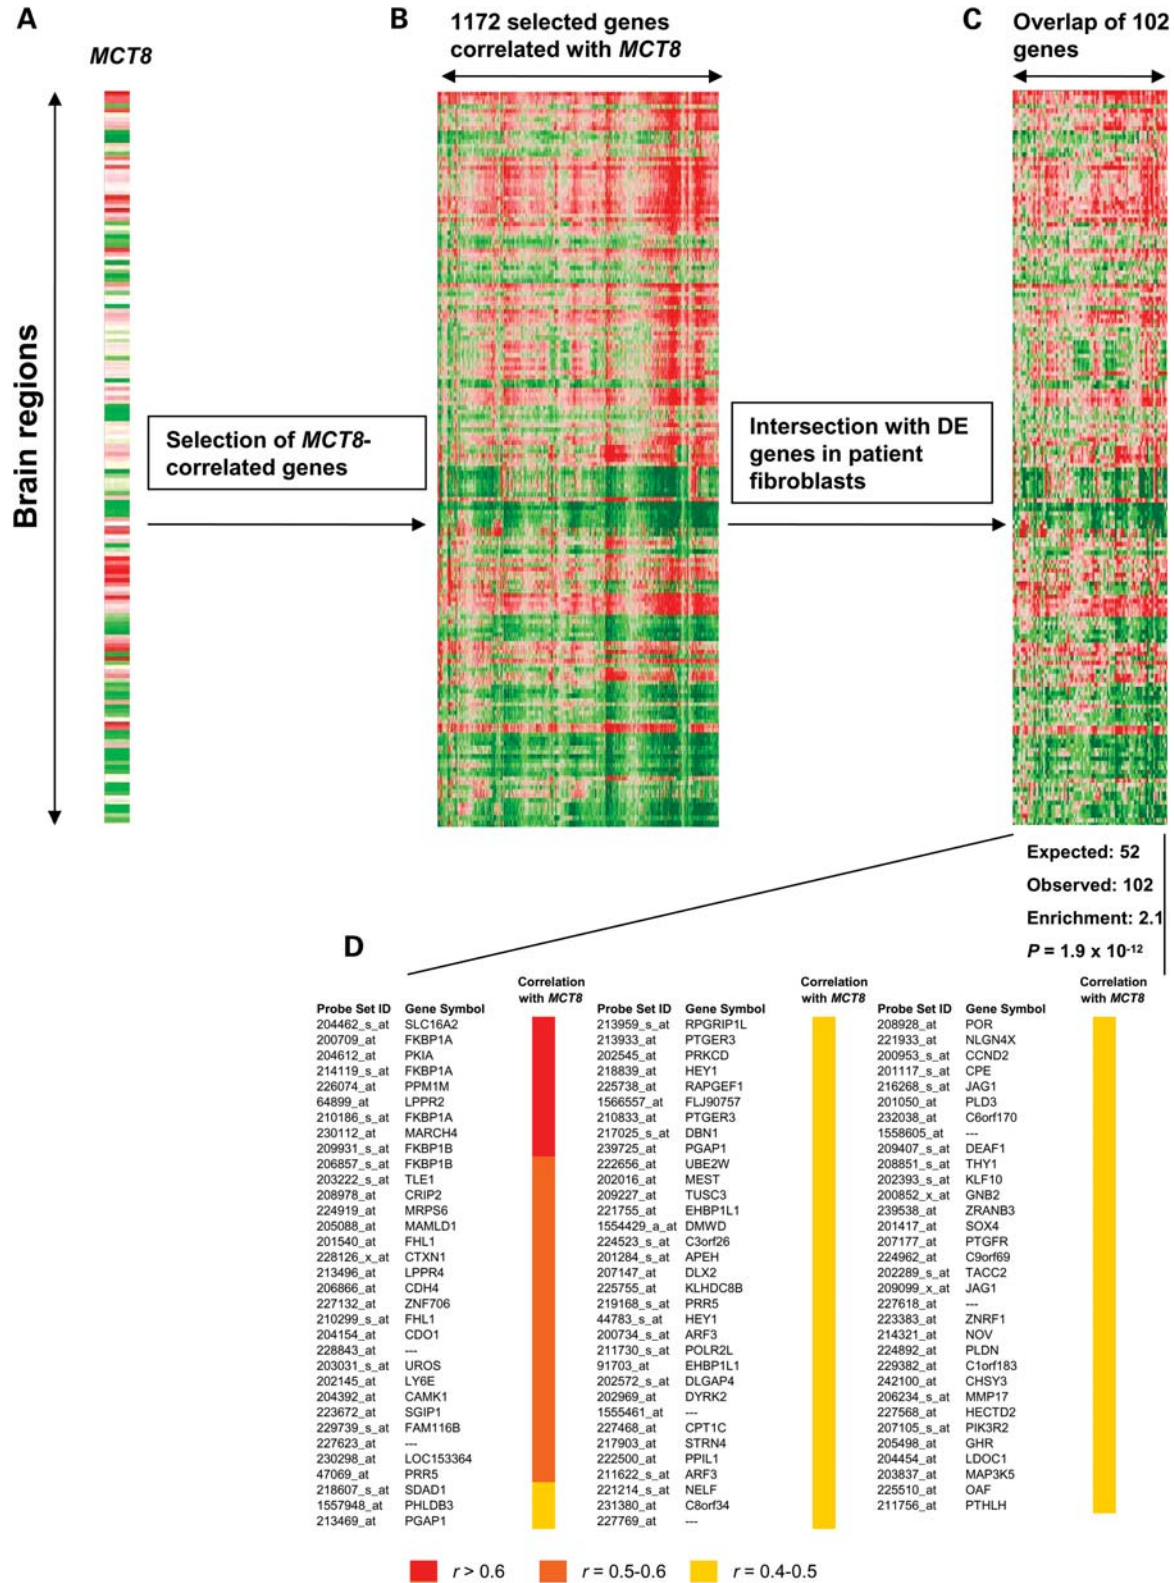 A
MCT8
B
1172 selected genes
correlated with MCT8
C
Overlap of 102
genes
Brain regions
Selection of MCT8-
correlated genes
Intersection with DE
genes in patient
fibroblasts
Expected: 52
Observed: 102
Enrichment: 2.1
P = 1.9 x 10-12
D
Probe Set ID Gene Symbol Correlation with MCT8
204462_s_at SLC16A2
200709_at FKBP1A
204612_at PKIA
214119_s_at FKBP1A
226074_at PPM1M
64899_at LPPR2
210186_s_at FKBP1A
230112_at MARCH4
209931_s_at FKBP1B
206857_s_at FKBP1B
203222_s_at TLE1
208978_at CRIP2
224919_at MRPS6
205088_at MAMLD1
201540_at FHL1
228126_x_at CTXN1
213496_at LPPR4
206866_at CDH4
227132_at ZNF706
210299_s_at FHL1
204154_at CDO1
228843_at ---
203031_s_at UROS
202145_at LY6E
204392_at CAMK1
223672_at SGIP1
229739_s_at FAM116B
227623_at ---
230298_at LOC153364
47069_at PRR5
218607_s_at SDAD1
1557948_at PHLDB3
213469_at PGAP1
Probe Set ID Gene Symbol Correlation with MCT8
213959_s_at RPGRIP1L
213933_at PTGER3
202545_at PRKCD
218839_at HEY1
225738_at RAPGEF1
1566557_at FLJ90757
210833_at PTGER3
217025_s_at DBN1
239725_at PGAP1
222656_at UBE2W
202016_at MEST
209227_at TUSC3
221755_at EHBP1L1
1554429_a_at DMWD
224523_s_at C3orf26
201284_s_at APEH
207147_at DLX2
225755_at KLHDC8B
219168_s_at PRR5
44783_s_at HEY1
200734_s_at ARF3
211730_s_at POLR2L
91703_at EHBP1L1
202572_s_at DLGAP4
202969_at DYRK2
1555461_at ---
227468_at CPT1C
217903_at STRN4
222500_at PPIL1
211622_s_at ARF3
221214_s_at NELF
231380_at C8orf34
227769_at ---
Probe Set ID Gene Symbol Correlation with MCT8
208928_at POR
221933_at NLGN4X
200953_s_at CCND2
201117_s_at CPE
216268_s_at JAG1
201050_at PLD3
232038_at C6orf170
1558605_at ---
209407_s_at DEAF1
208851_s_at THY1
202393_s_at KLF10
200852_x_at GNB2
239538_at ZRANB3
201417_at SOX4
207177_at PTGFR
224962_at C9orf69
202289_s_at TACC2
209099_x_at JAG1
227618_at ---
223383_at ZNRF1
214321_at NOV
224892_at PLDN
229382_at C1orf183
242100_at CHSY3
206234_s_at MMP17
227568_at HECTD2
207105_s_at PIK3R2
205498_at GHR
204454_at LDOC1
203837_at MAP3K5
225510_at OAF
211756_at PTHLH
r > 0.6
r = 0.5-0.6
r = 0.4-0.5